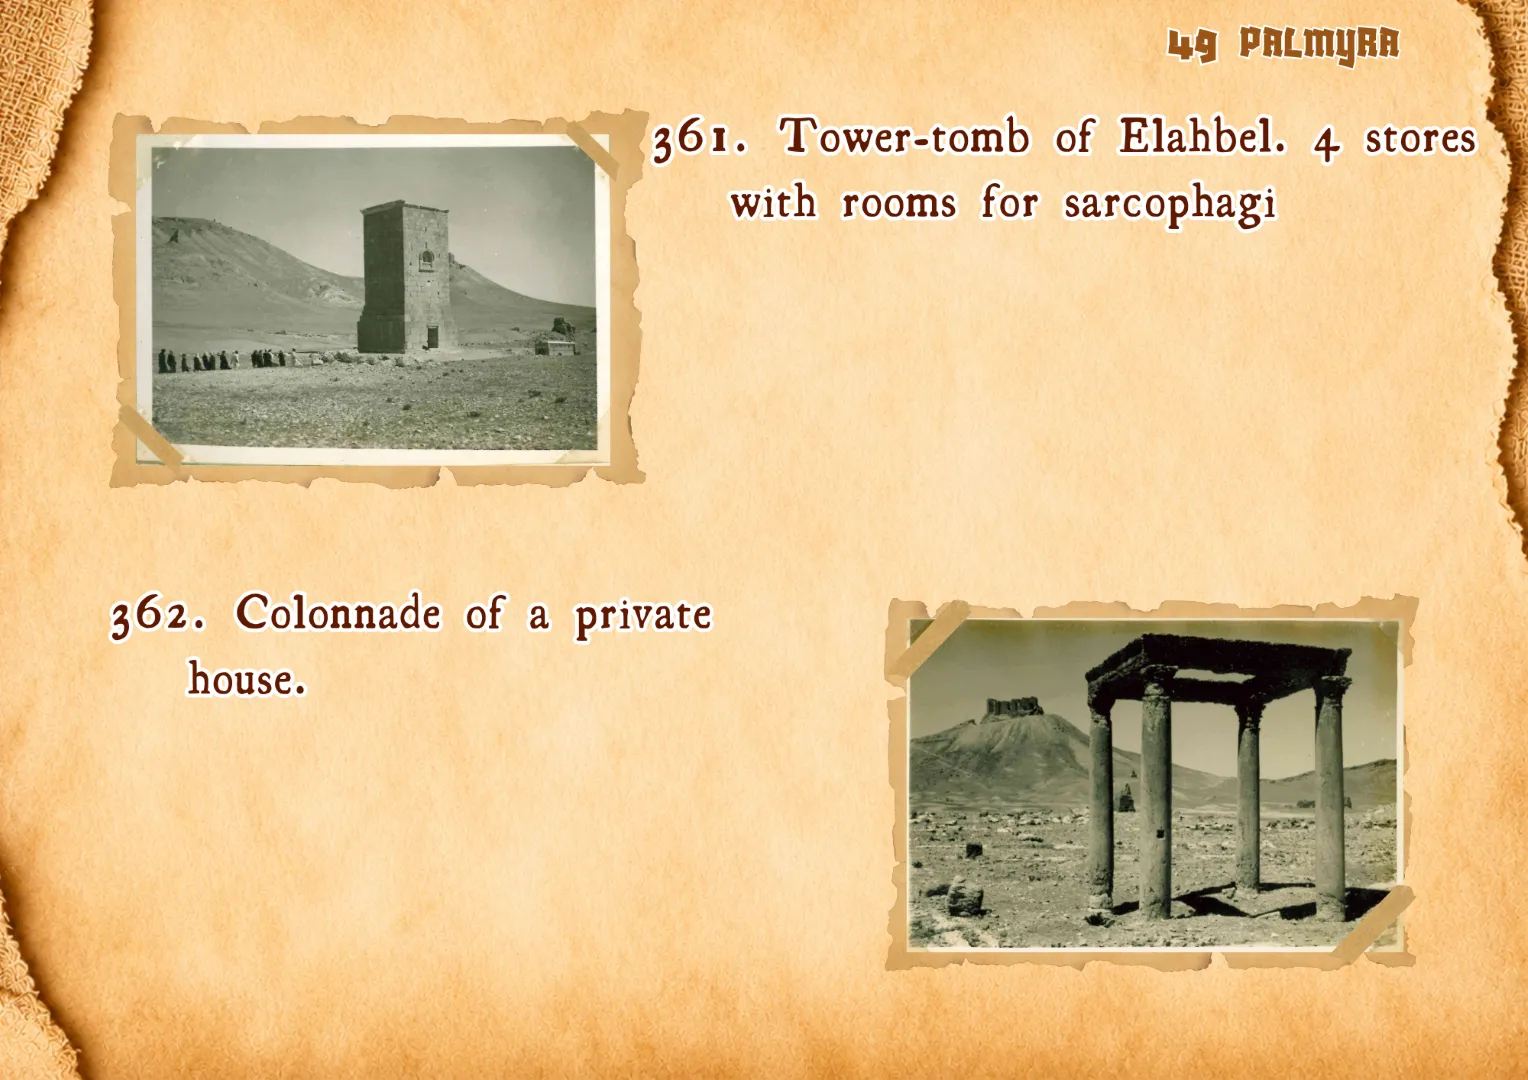 49 PALMYRA
361. Tower-tomb of Elahbel. 4 stores
with rooms for sarcophagi
362. Colonnade of a private
house.